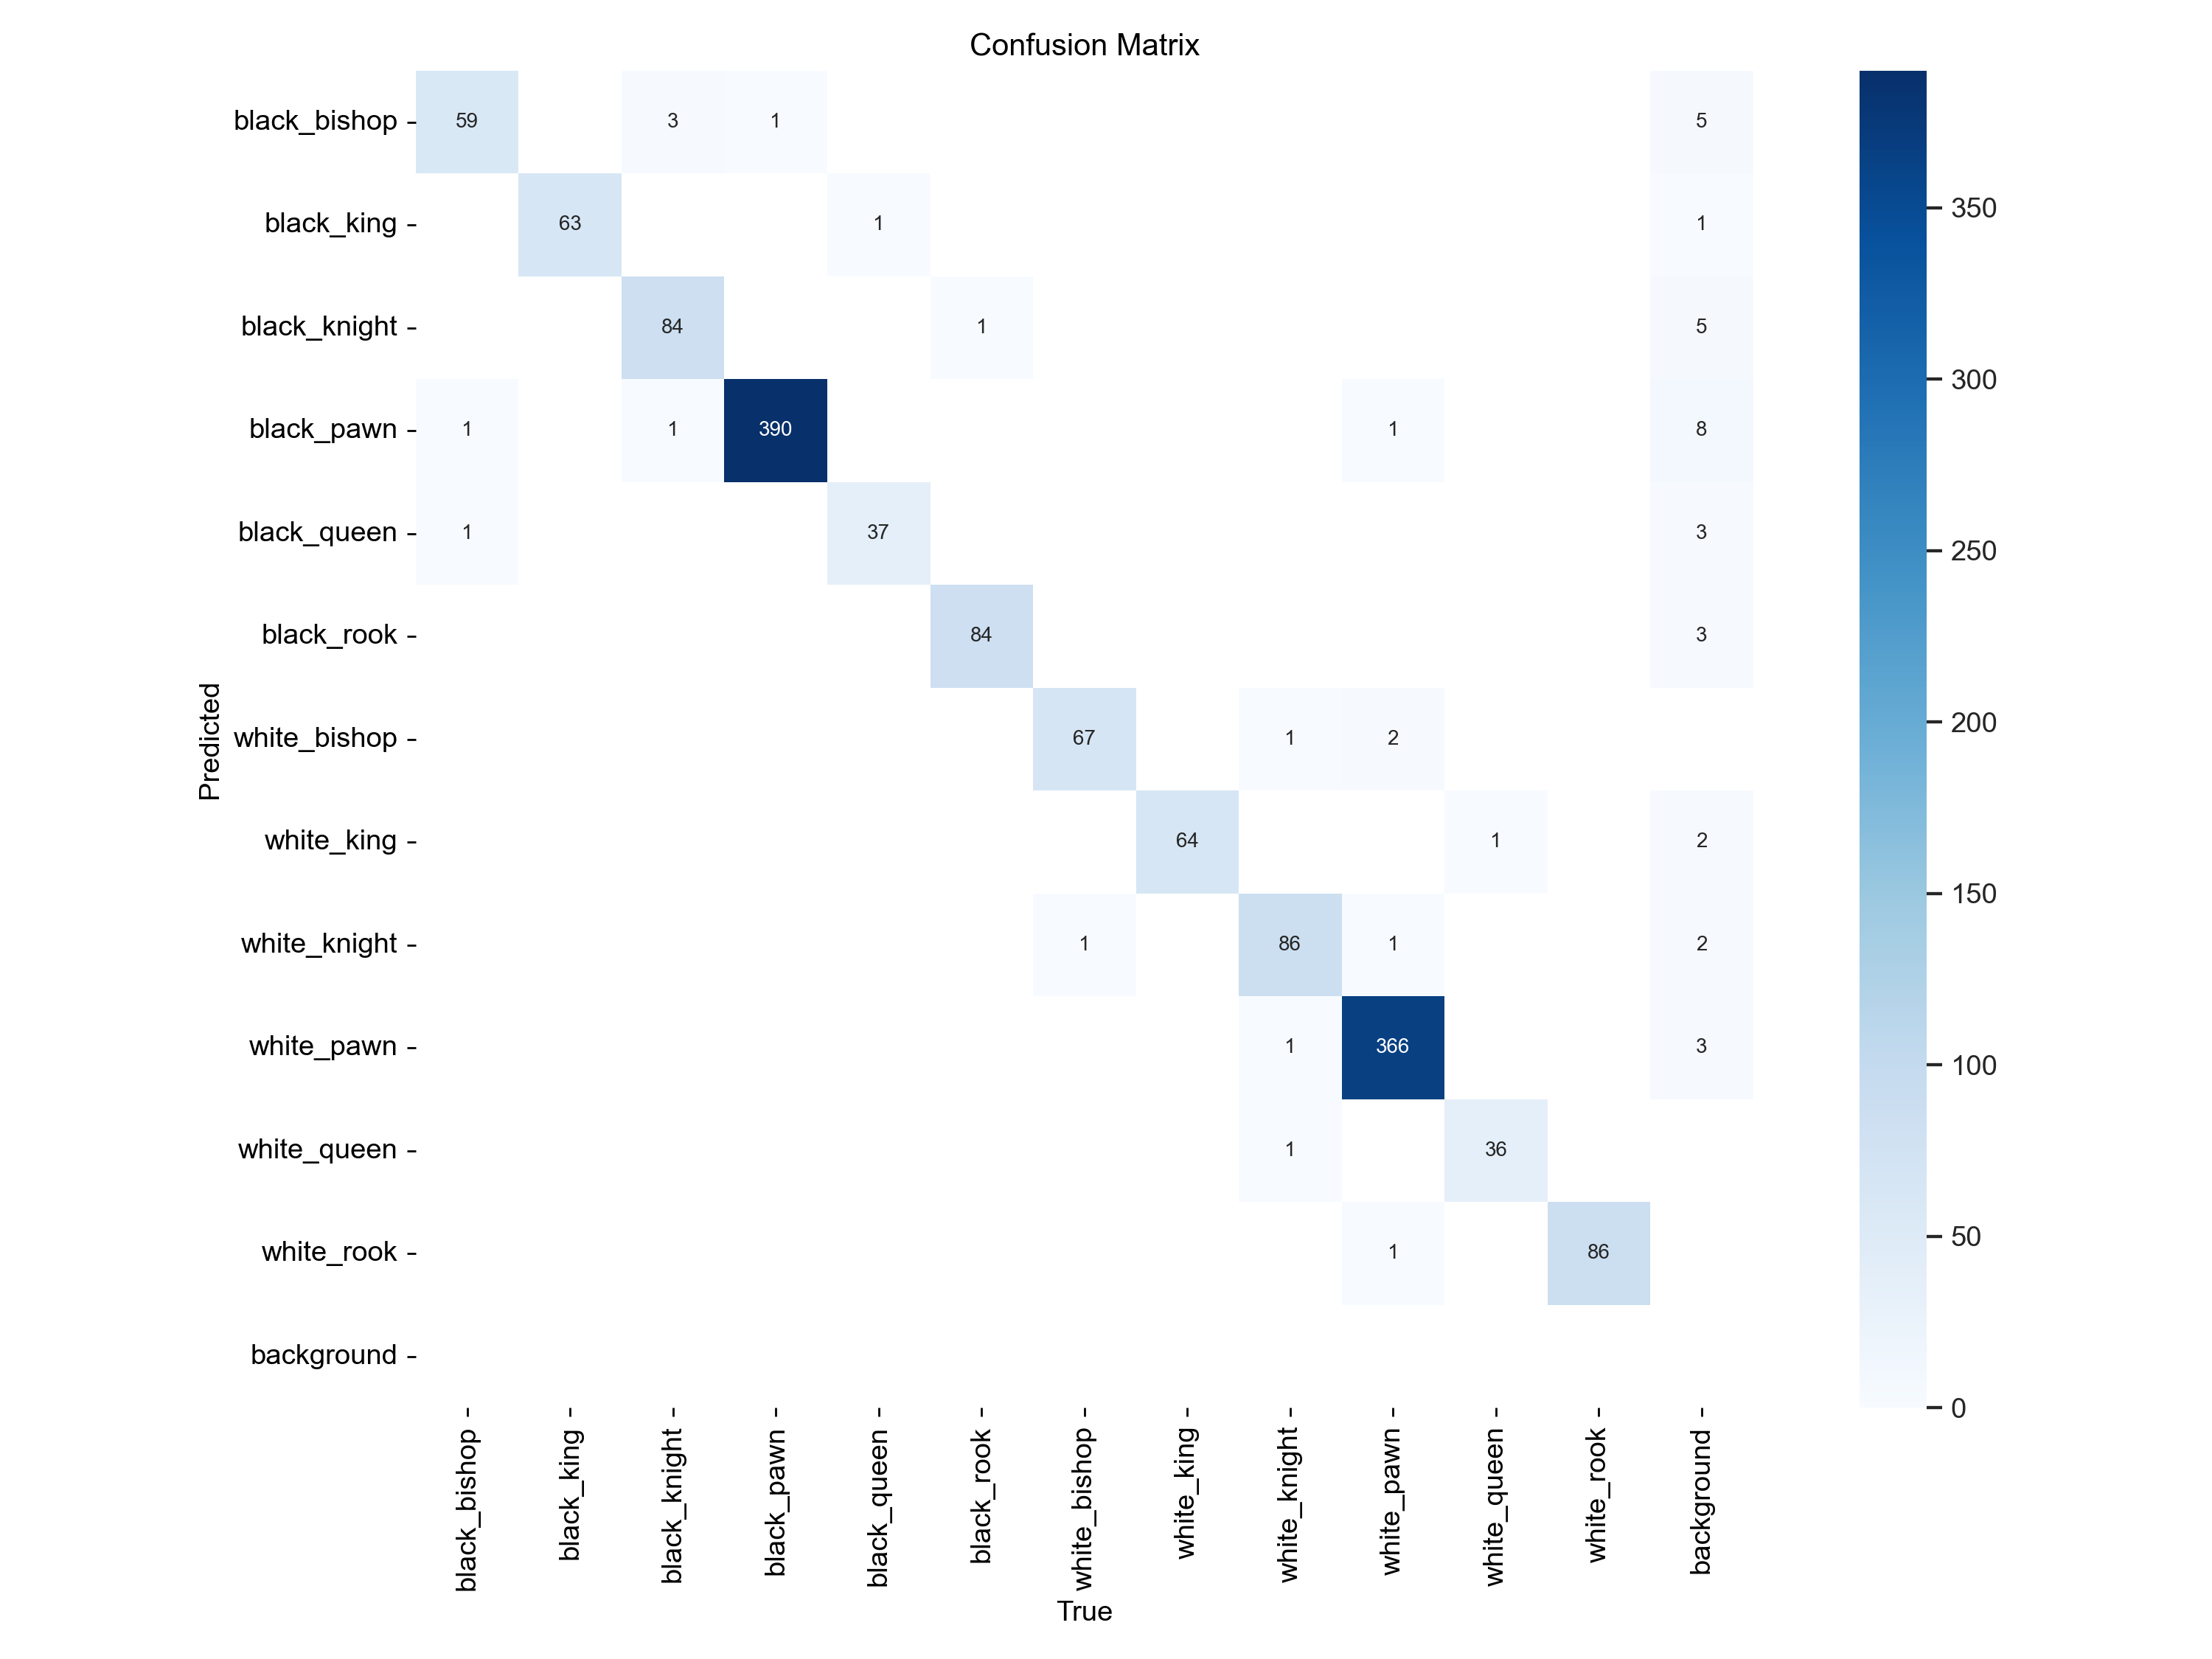 Confusion Matrix
black_bishop 59 3 1 5
black_king 63 1 1
350
black_knight 84 1 5
300
black_pawn 1 1 390 1 8
250
black_queen 1 37 3
black_rook 84 3
200
Predicted
white_bishop 67 1 2
white_king 64 1 2
150
white_knight 1 86 1 2
100
white_pawn 1 366 3
white_queen 1 36
50
white_rook 1 86
background
0
black_bishop
black_king
black_knight
black_pawn
black_queen
black_rook
white_bishop
white_king
white_knight
white_pawn
white_queen
white_rook
background
True